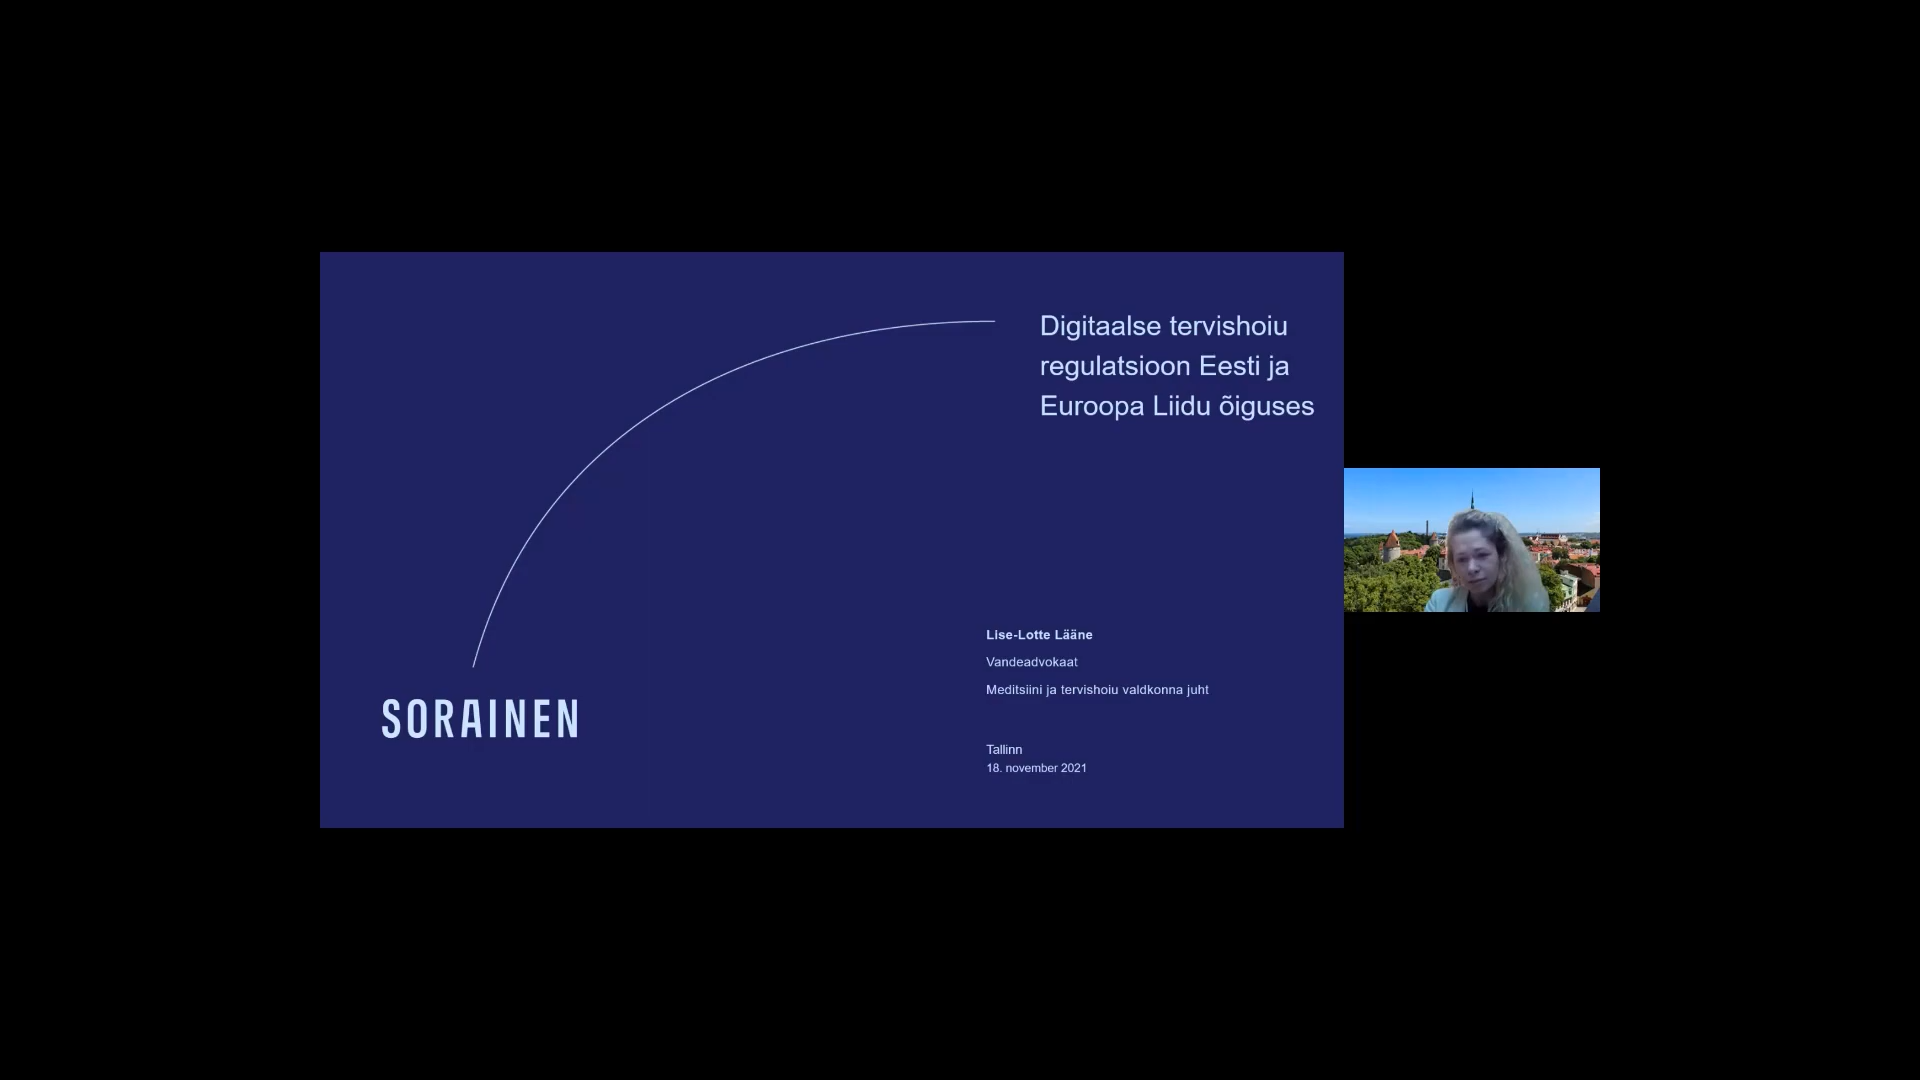 Digitaalse tervishoiu
regulatsioon Eesti ja
Euroopa Liidu õiguses
Lise-Lotte Lääne
Vandeadvokaat
Meditsiini ja tervishoiu valdkonna juht
SORAINEN
Tallinn
18. november 2021